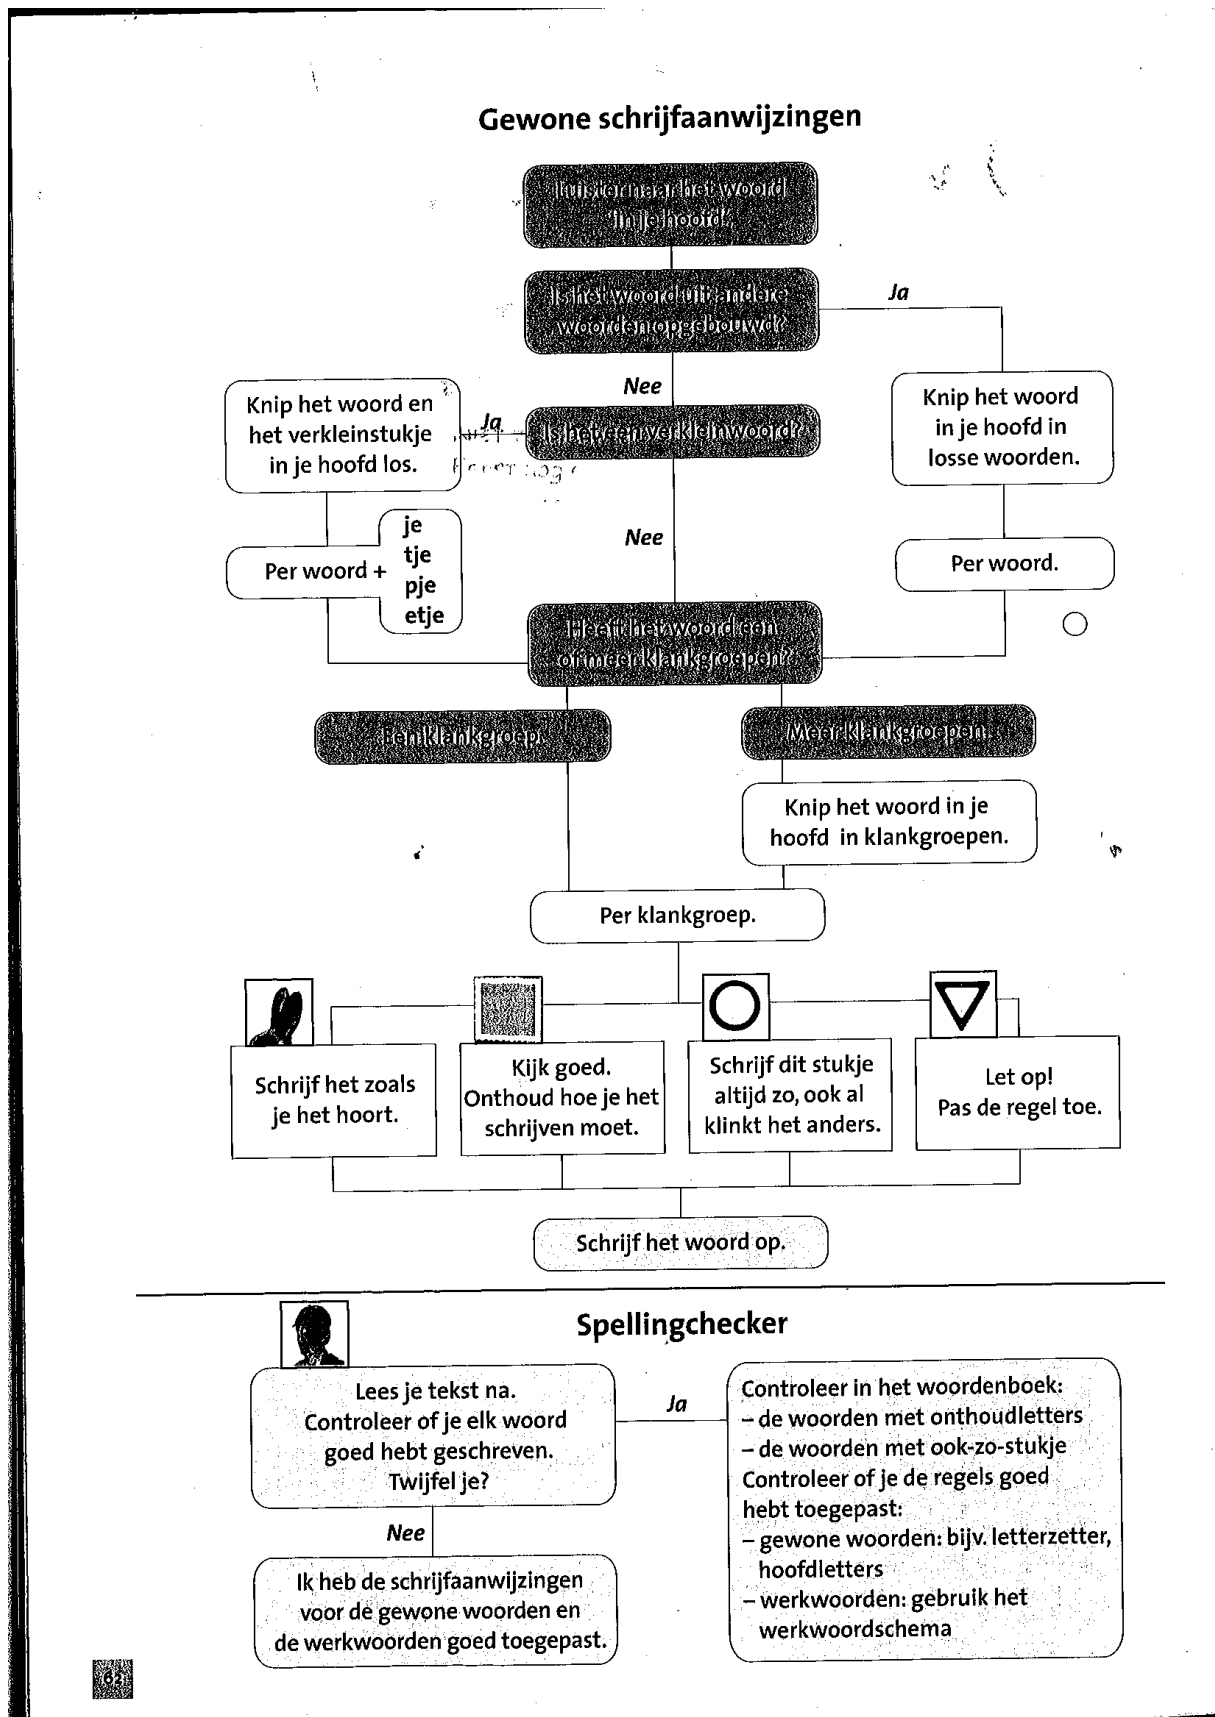 Gewone schrijfaanwijzingen
Luister naar het woord
in je hoofd.
Is het woord uit andere
woorden opgebouwd?
Ja
Nee
Knip het woord en
het verkleinstukje
in je hoofd los.
Ja
Is het een verkleinwoord?
Knip het woord
in je hoofd in
losse woorden.
Nee
Per woord +
je
tje
pje
etje
Per woord.
Heeft het woord een
of meer klankgroepen?
Een klankgroep.
Meer klankgroepen.
Knip het woord in je
hoofd in klankgroepen.
Per klankgroep.
Schrijf het zoals
je het hoort.
Kijk goed.
Onthoud hoe je het
schrijven moet.
Schrijf dit stukje
altijd zo, ook al
klinkt het anders.
Let op!
Pas de regel toe.
Schrijf het woord op.
Spellingchecker
Lees je tekst na.
Controleer of je elk woord
goed hebt geschreven.
Twijfel je?
Ja
Nee
Ik heb de schrijfaanwijzingen
voor de gewone woorden en
de werkwoorden goed toegepast.
Controleer in het woordenboek:
– de woorden met onthoudletters
– de woorden met ook-zo-stukje
Controleer of je de regels goed
hebt toegepast:
– gewone woorden: bijv. letterzetter,
hoofdletters
– werkwoorden: gebruik het
werkwoordschema
62